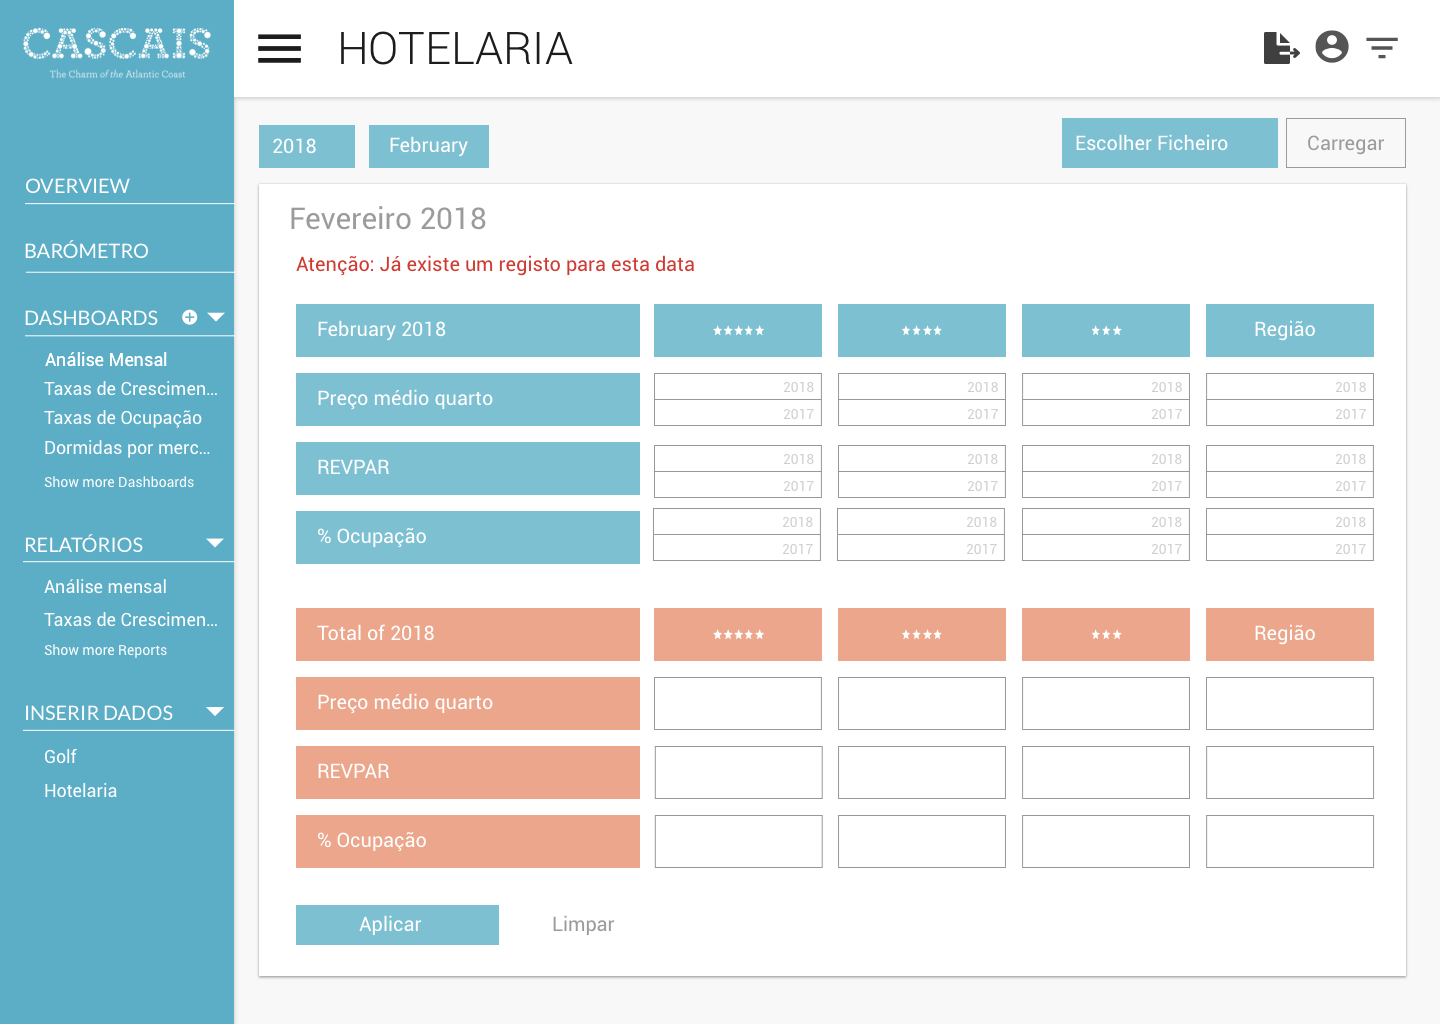 CASCAIS
The Charm of the Atlantic Coast
OVERVIEW
BARÓMETRO
DASHBOARDS
Análise Mensal
Taxas de Crescimen...
Taxas de Ocupação
Dormidas por merc...
Show more Dashboards
RELATÓRIOS
Análise mensal
Taxas de Crescimen...
Show more Reports
INSERIR DADOS
Golf
Hotelaria
HOTELARIA
2018 February Escolher Ficheiro Carregar
Fevereiro 2018
Atenção: Já existe um registo para esta data
February 2018 ★★★★★ ★★★★ ★★★ Região
Preço médio quarto
2018 2018 2018 2018
2017 2017 2017 2017
REVPAR
2018 2018 2018 2018
2017 2017 2017 2017
% Ocupação
2018 2018 2018 2018
2017 2017 2017 2017
Total of 2018 ★★★★★ ★★★★ ★★★ Região
Preço médio quarto
REVPAR
% Ocupação
Aplicar Limpar